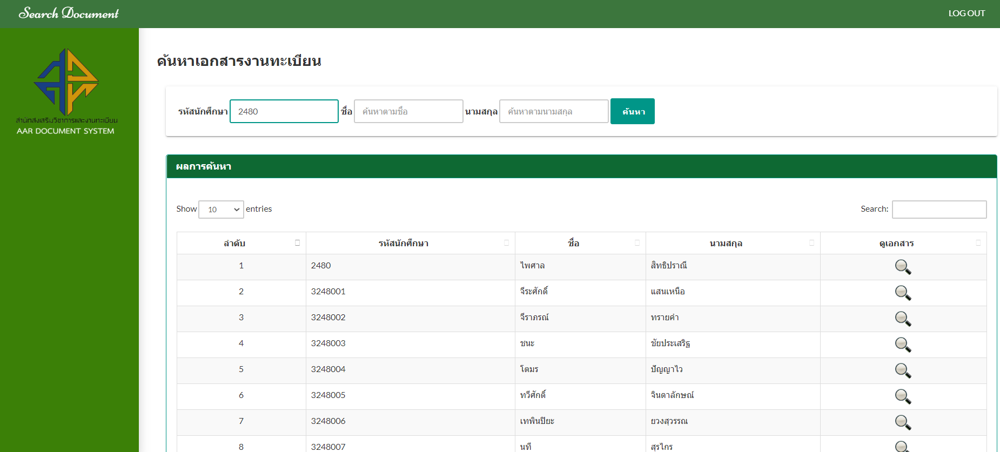 Search Document
LOG OUT
สำนักส่งเสริมวิชาการและงานทะเบียน
AAR DOCUMENT SYSTEM
ค้นหาเอกสารงานทะเบียน
รหัสนักศึกษา 2480 ชื่อ ค้นหาตามชื่อ นามสกุล ค้นหาตามนามสกุล ค้นหา
ผลการค้นหา
Show 10 entries Search:
ลำดับ รหัสนักศึกษา ชื่อ นามสกุล ดูเอกสาร
1 2480 ไพศาล สิทธิปราณี
2 3248001 จีระศักดิ์ แสนเหนือ
3 3248002 จีราภรณ์ ทรายคำ
4 3248003 ชนะ ชัยประเสริฐ
5 3248004 โตมร ปัญญาไว
6 3248005 ทวีศักดิ์ จินดาลักษณ์
7 3248006 เทพินปิยะ ยวงสุวรรณ
8 3248007 นที สุรไกร